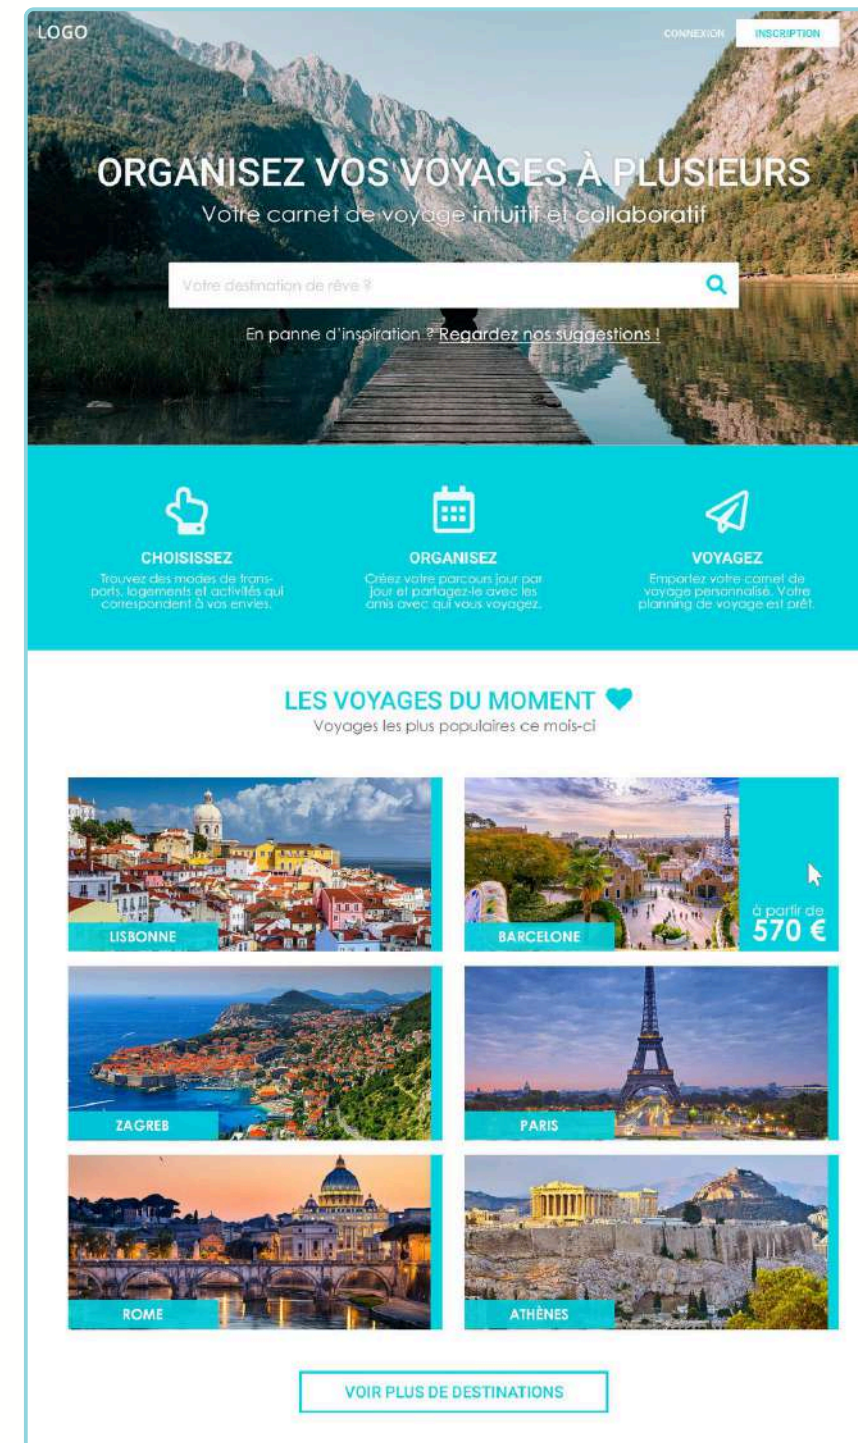 LOGO
CONNEXION
INSCRIPTION
ORGANISEZ VOS VOYAGES À PLUSIEURS
Votre carnet de voyage intuitif et collaboratif
Votre destination de rêve ?
En panne d'inspiration ? Regardez nos suggestions !
CHOISISSEZ
Trouvez des modes de trans-
ports, logements et activités qui
correspondent à vos envies.
ORGANISEZ
Créez votre parcours jour par
jour et partagez-le avec les
amis avec qui vous voyagez.
VOYAGEZ
Emportez votre carnet de
voyage personnalisé. Votre
planning de voyage est prêt.
LES VOYAGES DU MOMENT
Voyages les plus populaires ce mois-ci
LISBONNE
BARCELONE
à partir de
570 €
ZAGREB
PARIS
ROME
ATHÈNES
VOIR PLUS DE DESTINATIONS